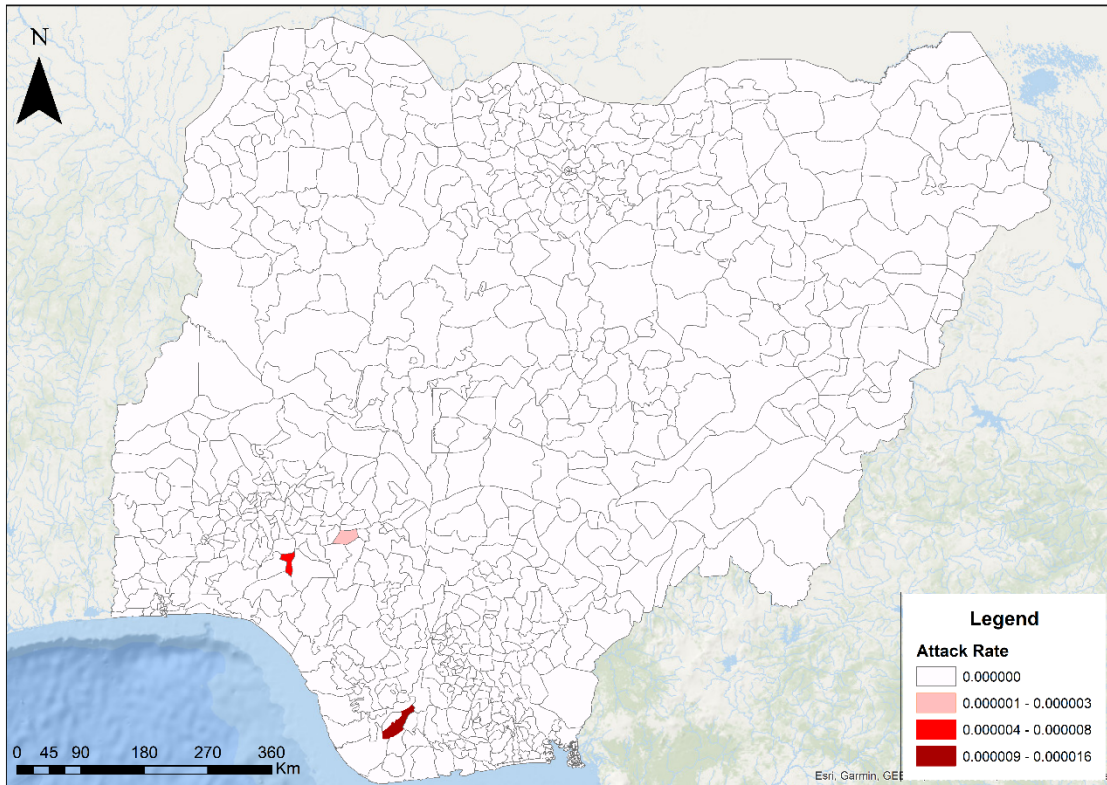 N
Legend
Attack Rate
0.000000
0.000001 - 0.000003
0.000004 - 0.000008
0.000009 - 0.000016
0 45 90 180 270 360
Km
Esri, Garmin,